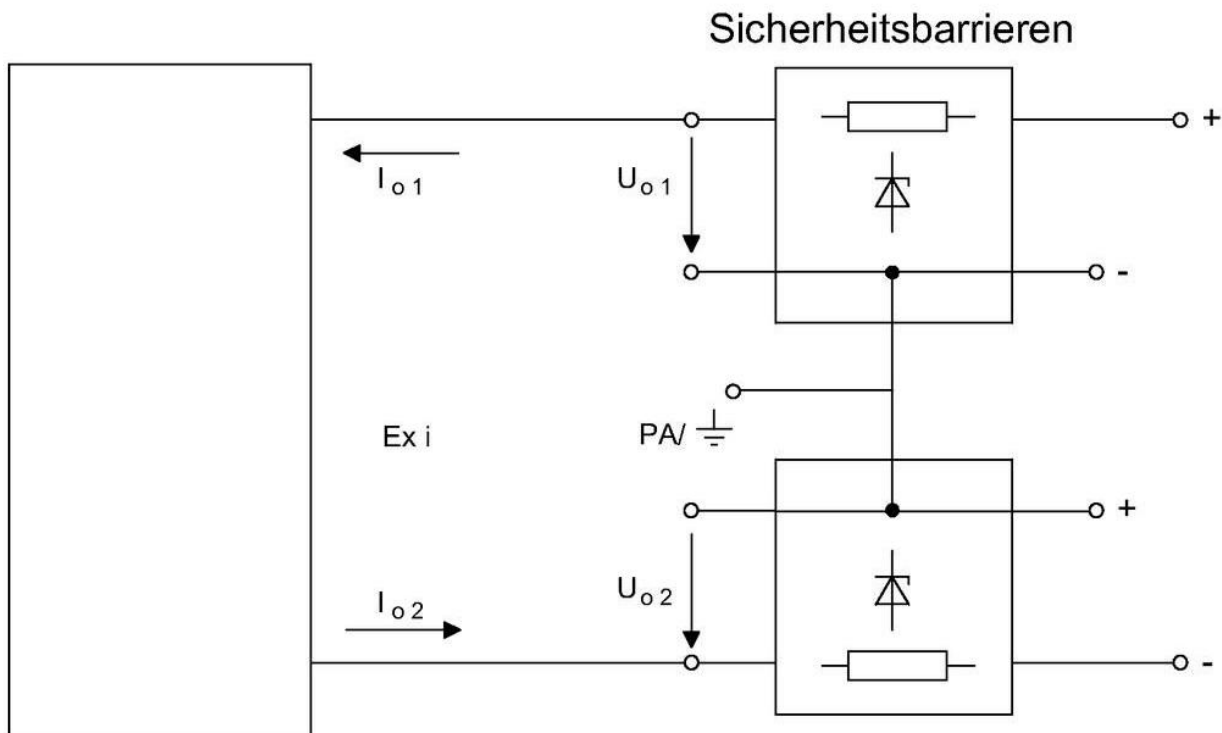 Sicherheitsbarrieren
+
I o 1
U o 1
-
Ex i
PA/
+
I o 2
U o 2
-